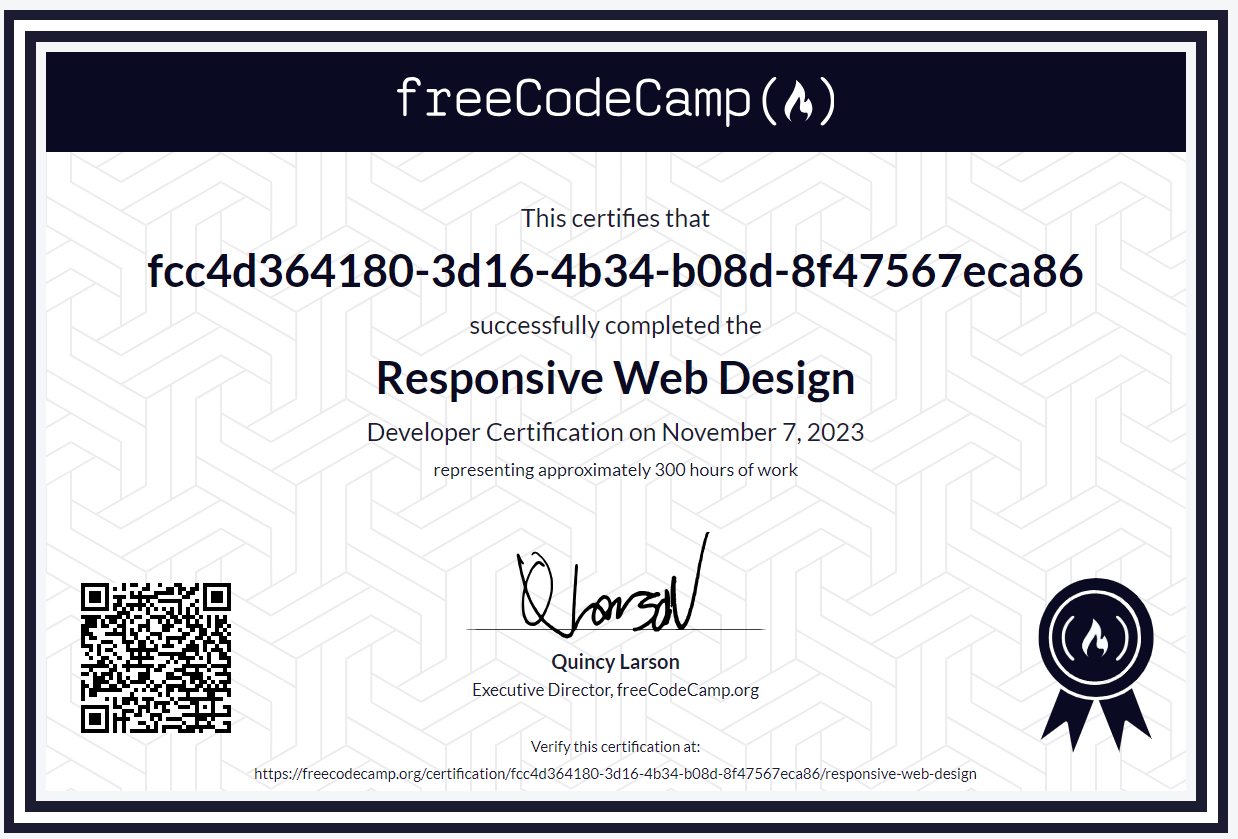 freeCodeCamp(🔥)
This certifies that
fcc4d364180-3d16-4b34-b08d-8f47567eca86
successfully completed the
Responsive Web Design
Developer Certification on November 7, 2023
representing approximately 300 hours of work
QLarson
Quincy Larson
Executive Director, freeCodeCamp.org
Verify this certification at:
https://freecodecamp.org/certification/fcc4d364180-3d16-4b34-b08d-8f47567eca86/responsive-web-design